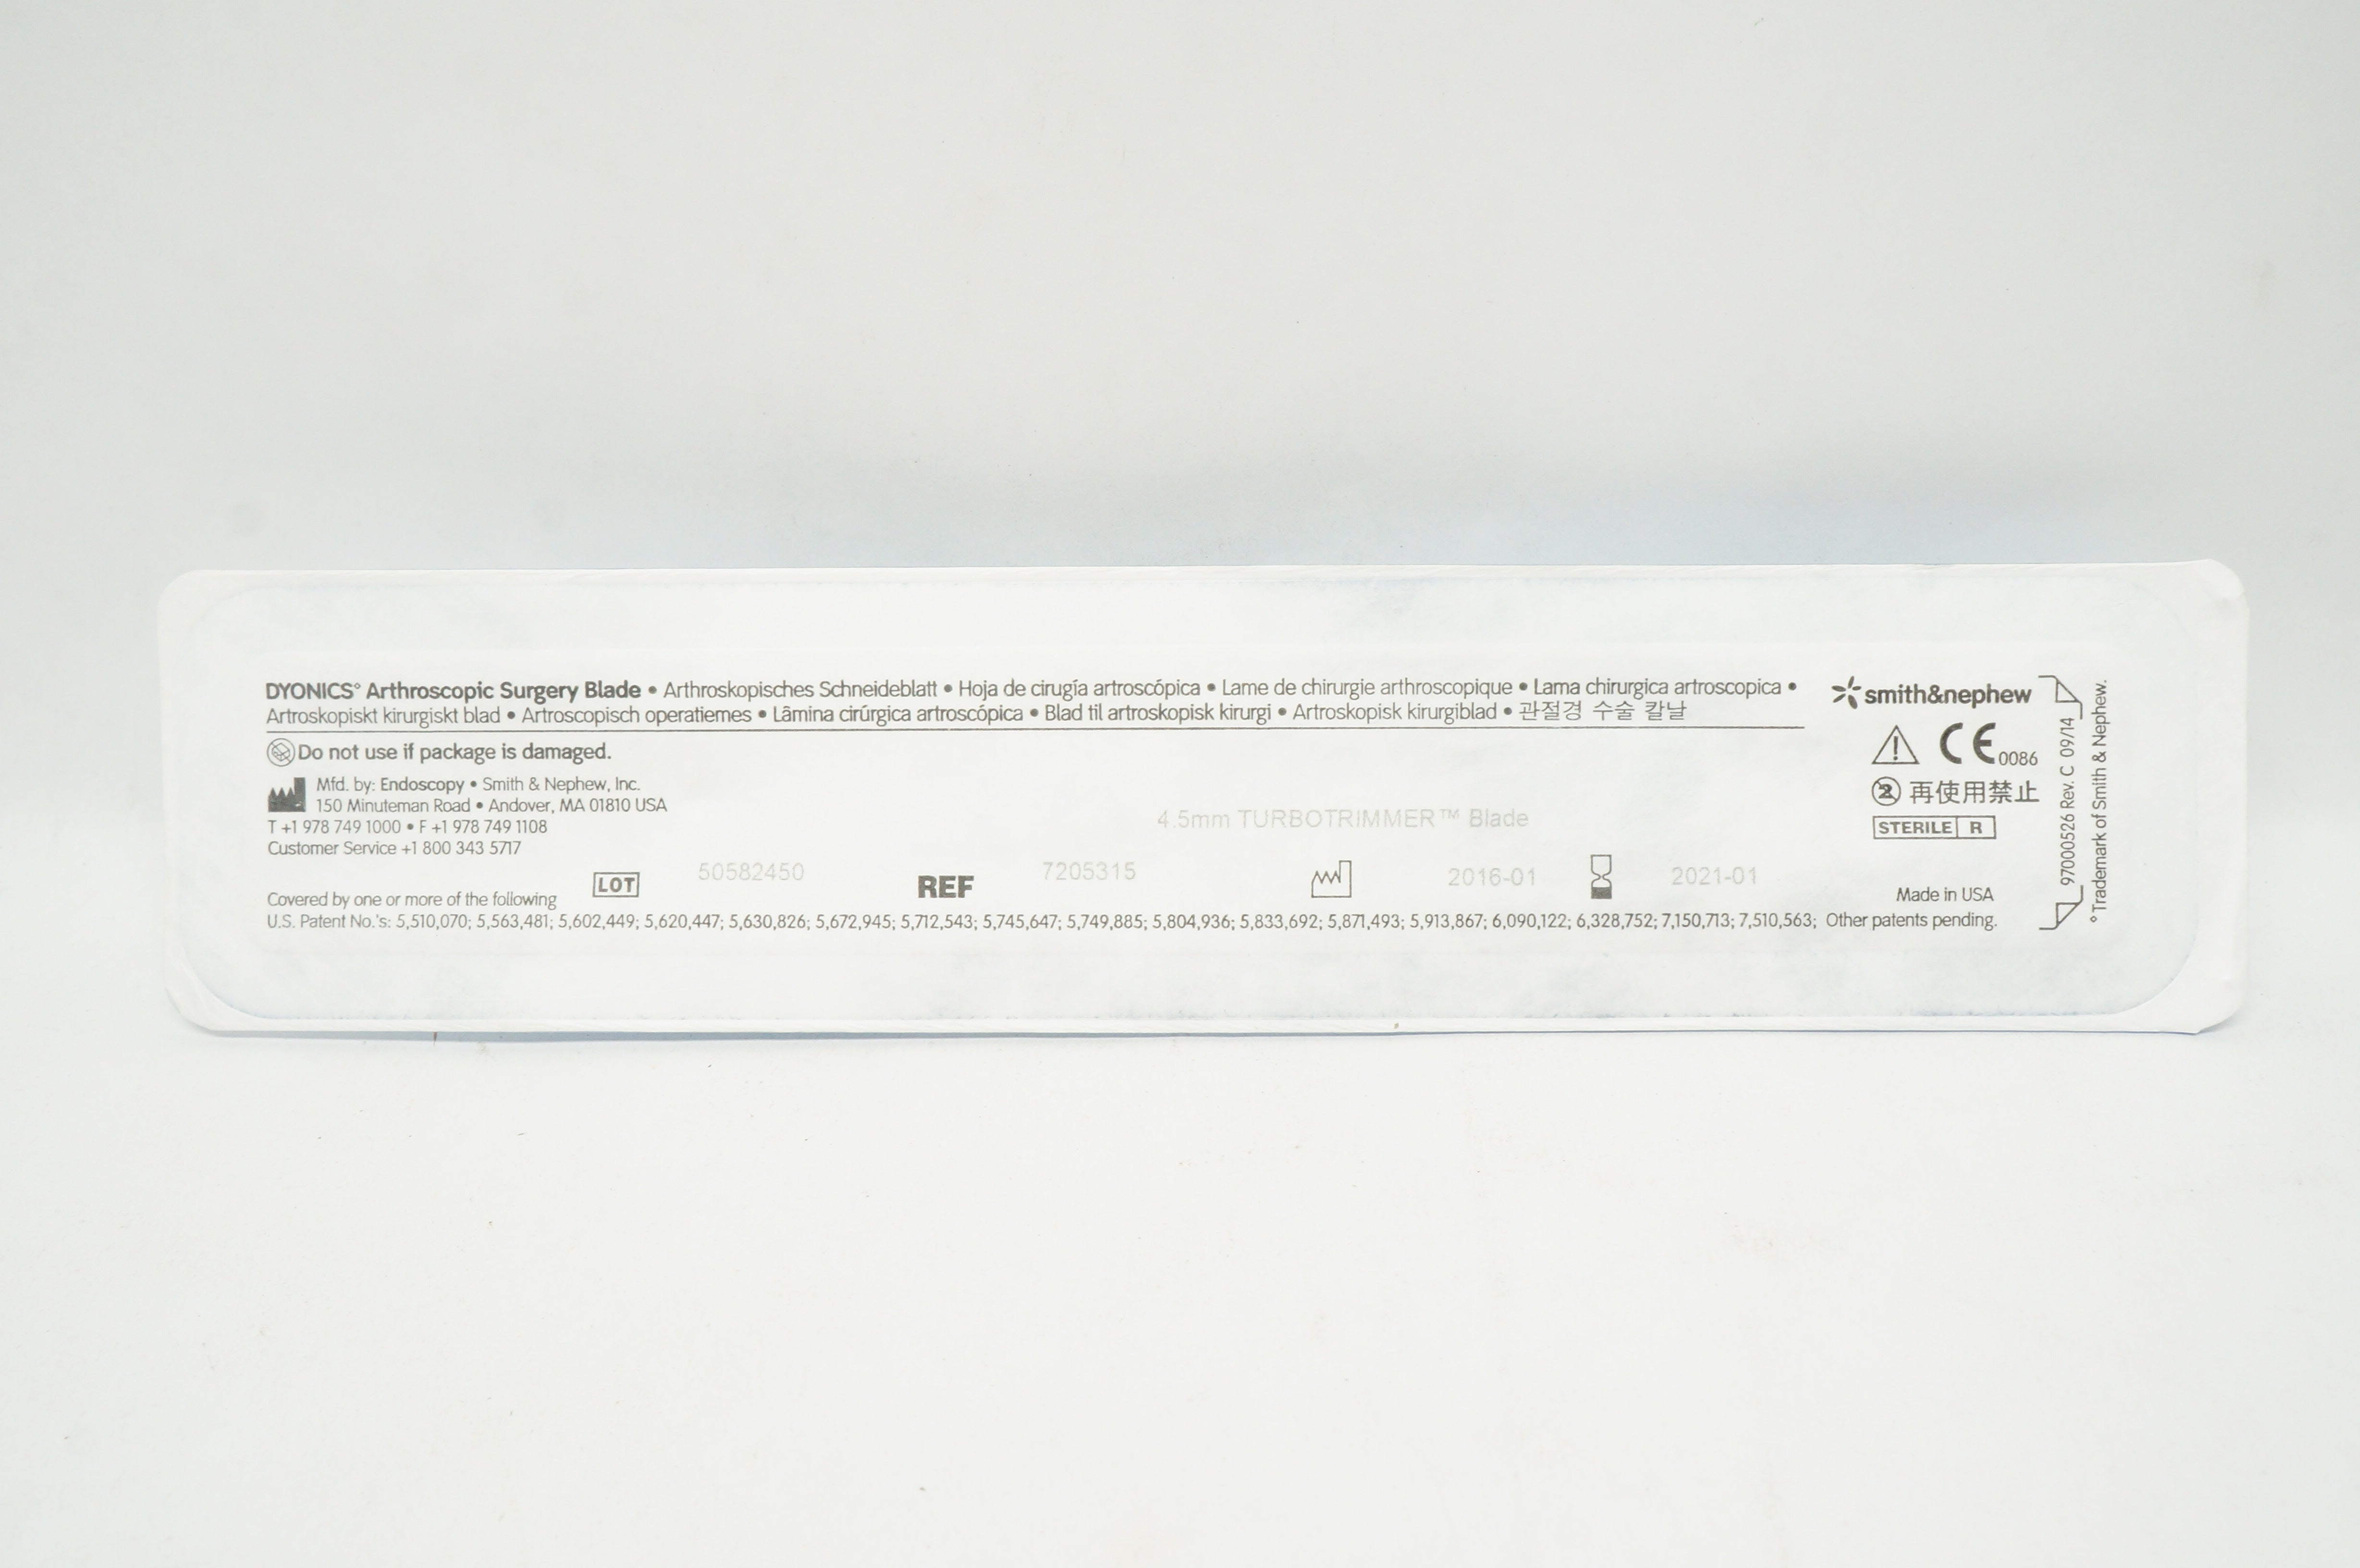 DYONICS° Arthroscopic Surgery Blade • Arthroskopisches Schneideblatt • Hoja de cirugía artroscópica • Lame de chirurgie arthroscopique • Lama chirurgica artroscopica •
Artroskopiskt kirurgiskt blad • Artroscopisch operatiemes • Lâmina cirúrgica artroscópica • Blad til artroskopisk kirurgi • Artroskopisk kirurgiblad • 관절경 수술 칼날
Do not use if package is damaged.
Mfd. by: Endoscopy • Smith & Nephew, Inc.
150 Minuteman Road • Andover, MA 01810 USA
T +1 978 749 1000 • F +1 978 749 1108
Customer Service +1 800 343 5717
4.5mm TURBOTRIMMER™ Blade
LOT 50582450 REF 7205315 2016-01 2021-01
Covered by one or more of the following
U.S. Patent No.'s: 5,510,070; 5,563,481; 5,602,449; 5,620,447; 5,630,826; 5,672,945; 5,712,543; 5,745,647; 5,749,885; 5,804,936; 5,833,692; 5,871,493; 5,913,867; 6,090,122; 6,328,752; 7,150,713; 7,510,563; Other patents pending.
smith&nephew
CE 0086
2 再使用禁止
STERILE R
Made in USA
97000526 Rev. C 09/14
°Trademark of Smith & Nephew.